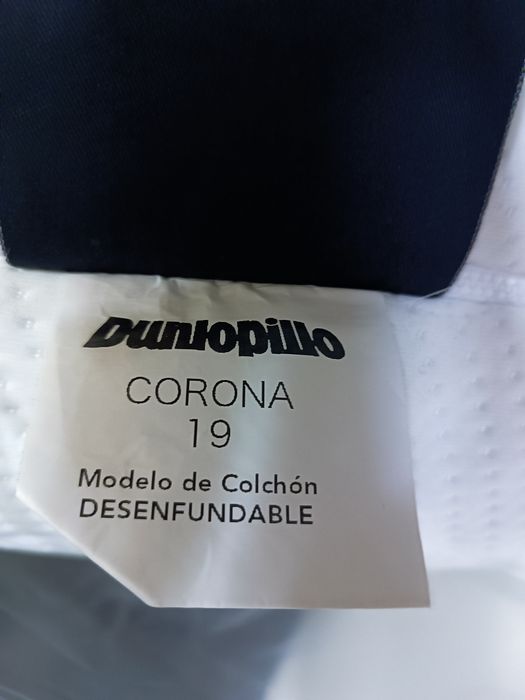 Dunlopillo
CORONA
19
Modelo de Colchón
DESENFUNDABLE